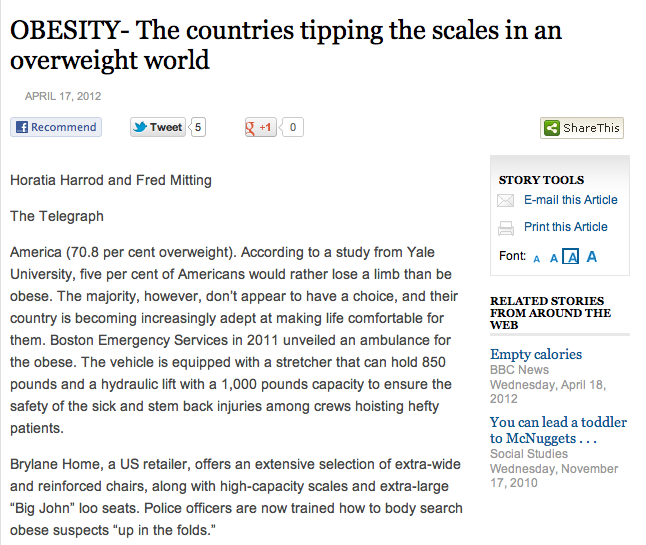 OBESITY- The countries tipping the scales in an
overweight world
APRIL 17, 2012
Recommend
Tweet
5
+1
0
ShareThis
Horatia Harrod and Fred Mitting
The Telegraph
America (70.8 per cent overweight). According to a study from Yale
University, five per cent of Americans would rather lose a limb than be
obese. The majority, however, don't appear to have a choice, and their
country is becoming increasingly adept at making life comfortable for
them. Boston Emergency Services in 2011 unveiled an ambulance for
the obese. The vehicle is equipped with a stretcher that can hold 850
pounds and a hydraulic lift with a 1,000 pounds capacity to ensure the
safety of the sick and stem back injuries among crews hoisting hefty
patients.
Brylane Home, a US retailer, offers an extensive selection of extra-wide
and reinforced chairs, along with high-capacity scales and extra-large
“Big John” loo seats. Police officers are now trained how to body search
obese suspects “up in the folds.”
STORY TOOLS
E-mail this Article
Print this Article
Font: A A A A
RELATED STORIES
FROM AROUND THE
WEB
Empty calories
BBC News
Wednesday, April 18,
2012
You can lead a toddler
to McNuggets . . .
Social Studies
Wednesday, November
17, 2010